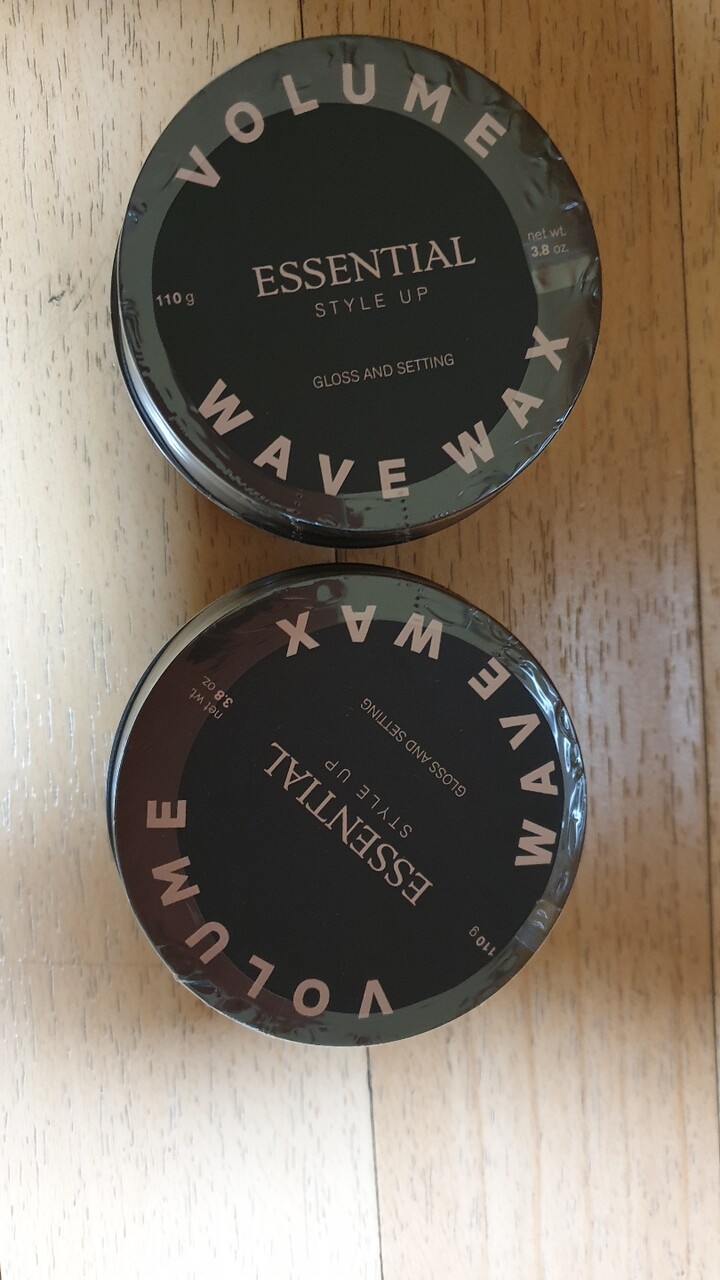 VOLUME
net wt.
3.8 oz.
110 g
ESSENTIAL
STYLE UP
GLOSS AND SETTING
WAVE WAX
VOLUME
net wt.
3.8 oz.
110 g
ESSENTIAL
STYLE UP
GLOSS AND SETTING
WAVE WAX